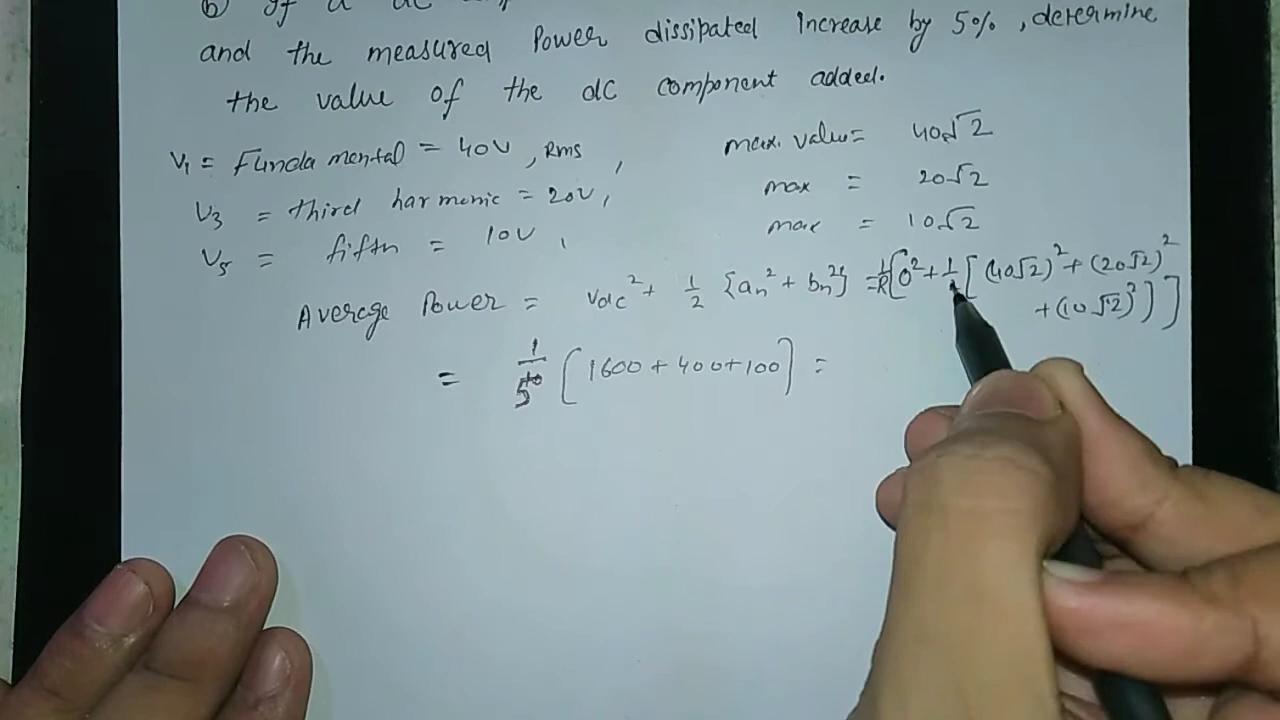 b) If a
and the measured Power dissipated Increase by 5%, determine
the value of the dc component added.
V₁ = Fundamental = 40V, RMS, max. value = 40√2
V₃ = third harmonic = 20V, max = 20√2
V₅ = fifth = 10V, max = 10√2
Average Power = Vdc² + 1/2 {an² + bn²} = 1/R [0² + 1/ [(40√2)² + (20√2)²
+ (10√2)²]]
= 1/5 [1600 + 400 + 100] =